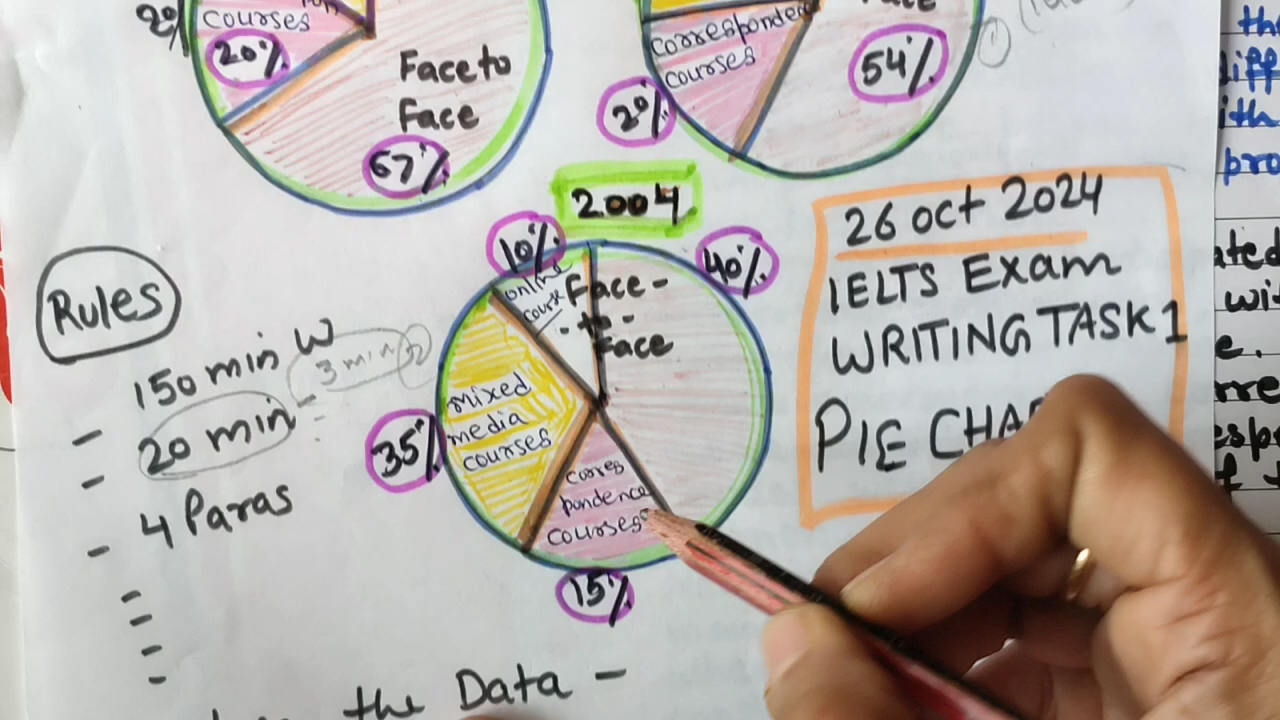 courses
20%
2%
Face to
Face
67%
correspondence
courses
2%
54%
2004
10%
online
course
40%
Face-
-to-
Face
35%
mixed
media
courses
cores
pondence
courses
15%
Rules
- 150 min W
3 min
- 20 min
- 4 Paras
26 Oct 2024
IELTS Exam
WRITING TASK 1
PIE CHA
the Data -